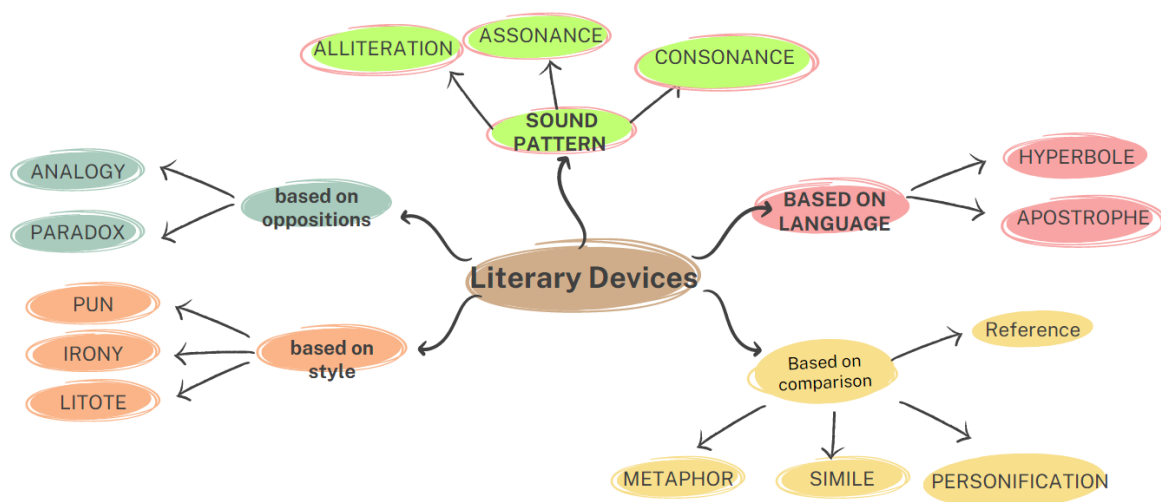 ALLITERATION
ASSONANCE
CONSONANCE
SOUND
PATTERN
ANALOGY
PARADOX
based on
oppositions
BASED ON
LANGUAGE
HYPERBOLE
APOSTROPHE
Literary Devices
PUN
IRONY
LITOTE
based on
style
Based on
comparison
Reference
METAPHOR
SIMILE
PERSONIFICATION